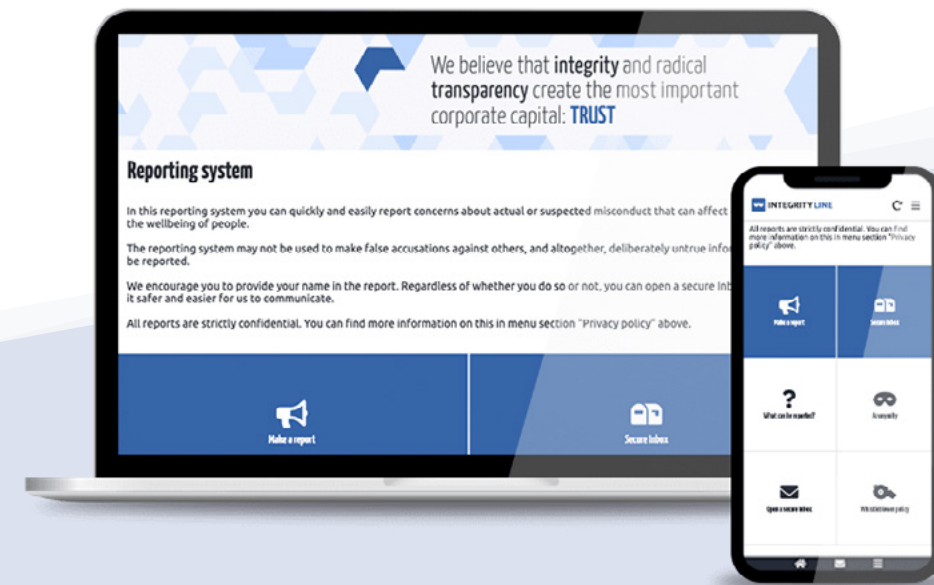 We believe that integrity and radical
transparency create the most important
corporate capital: TRUST
Reporting system
In this reporting system you can quickly and easily report concerns about actual or suspected misconduct that can affect
the wellbeing of people.
The reporting system may not be used to make false accusations against others, and altogether, deliberately untrue
be reported.
We encourage you to provide your name in the report. Regardless of whether you do so or not, you can open a secure
it safer and easier for us to communicate.
All reports are strictly confidential. You can find more information on this in menu section "Privacy policy" above.
Make a report
Secure Inbox
INTEGRITY LINE
All reports are strictly confidential. You can find
more information on this in menu section "Privacy
policy" above.
Make a report
Secure Inbox
What can be reported?
Anonymity
Open a secure inbox
Whistleblower policy